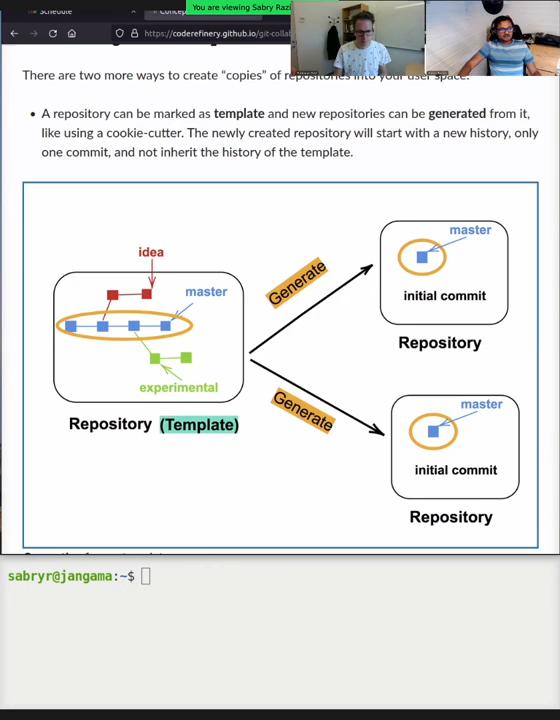 You are viewing Sabry Razi
Schedule
Concep
https://coderefinery.github.io/git-collab
There are two more ways to create “copies” of repositories into your user space:
• A repository can be marked as template and new repositories can be generated from it,
like using a cookie-cutter. The newly created repository will start with a new history, only
one commit, and not inherit the history of the template.
idea
master
experimental
Repository (Template)
Generate
Generate
master
initial commit
Repository
master
initial commit
Repository
sabryr@jangama:~$